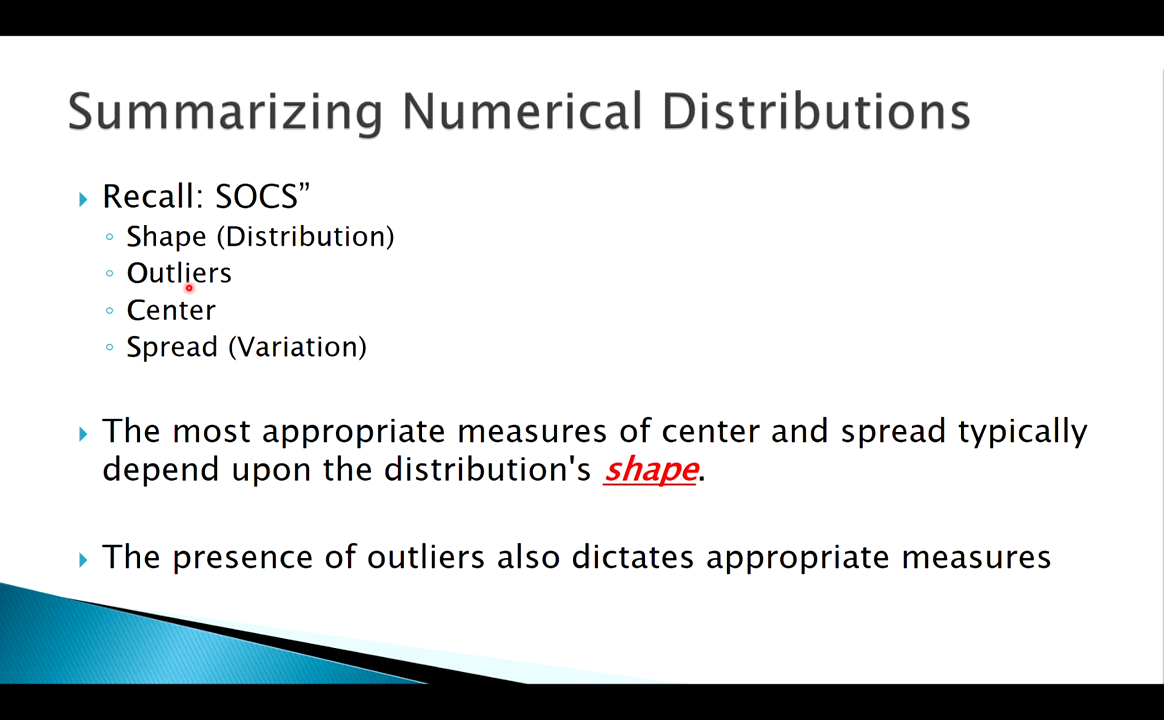 Summarizing Numerical Distributions
Recall: SOCS”
Shape (Distribution)
Outliers
Center
Spread (Variation)
The most appropriate measures of center and spread typically
depend upon the distribution's shape.
The presence of outliers also dictates appropriate measures